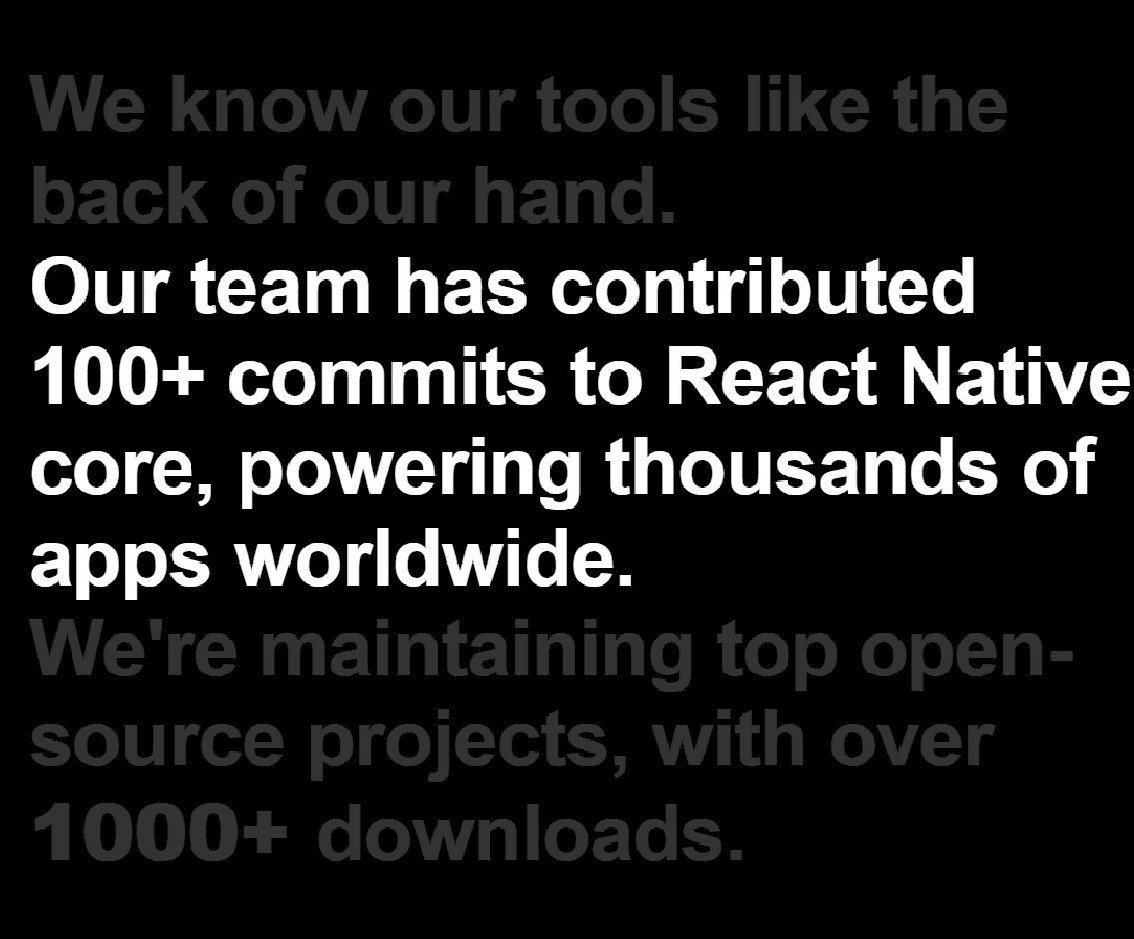 We know our tools like the
back of our hand.
Our team has contributed
100+ commits to React Native
core, powering thousands of
apps worldwide.
We're maintaining top open-
source projects, with over
1000+ downloads.